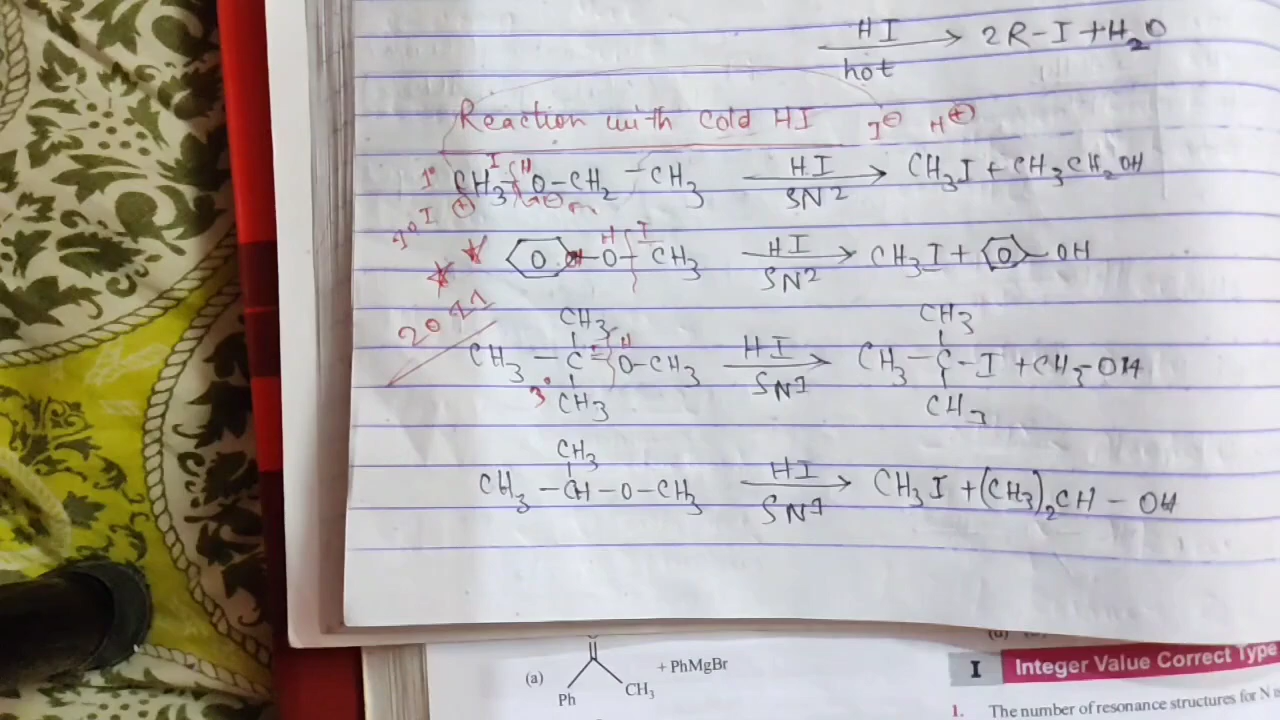 HI
⟶ 2R-I + H₂O
hot
Reaction with cold HI I⊖ H⊕
I H
1° CH₃ O-CH₂ -CH₃ HI ⟶ SN2 CH₃I + CH₃CH₂OH
1° I ⊕ ⊖
H I
O -O- CH₃ HI ⟶ SN2 CH₃I + O -OH
CH₃ CH₃
H
CH₃ - C - O-CH₃ HI ⟶ SN1 CH₃-C-I + CH₃-OH
3° CH₃ CH₃
CH₃
CH₃ -CH -O-CH₃ HI ⟶ SN1 CH₃I + (CH₃)₂CH - OH
(a) + PhMgBr
Ph CH₃
I Integer Value Correct Type
1. The number of resonance structures for N